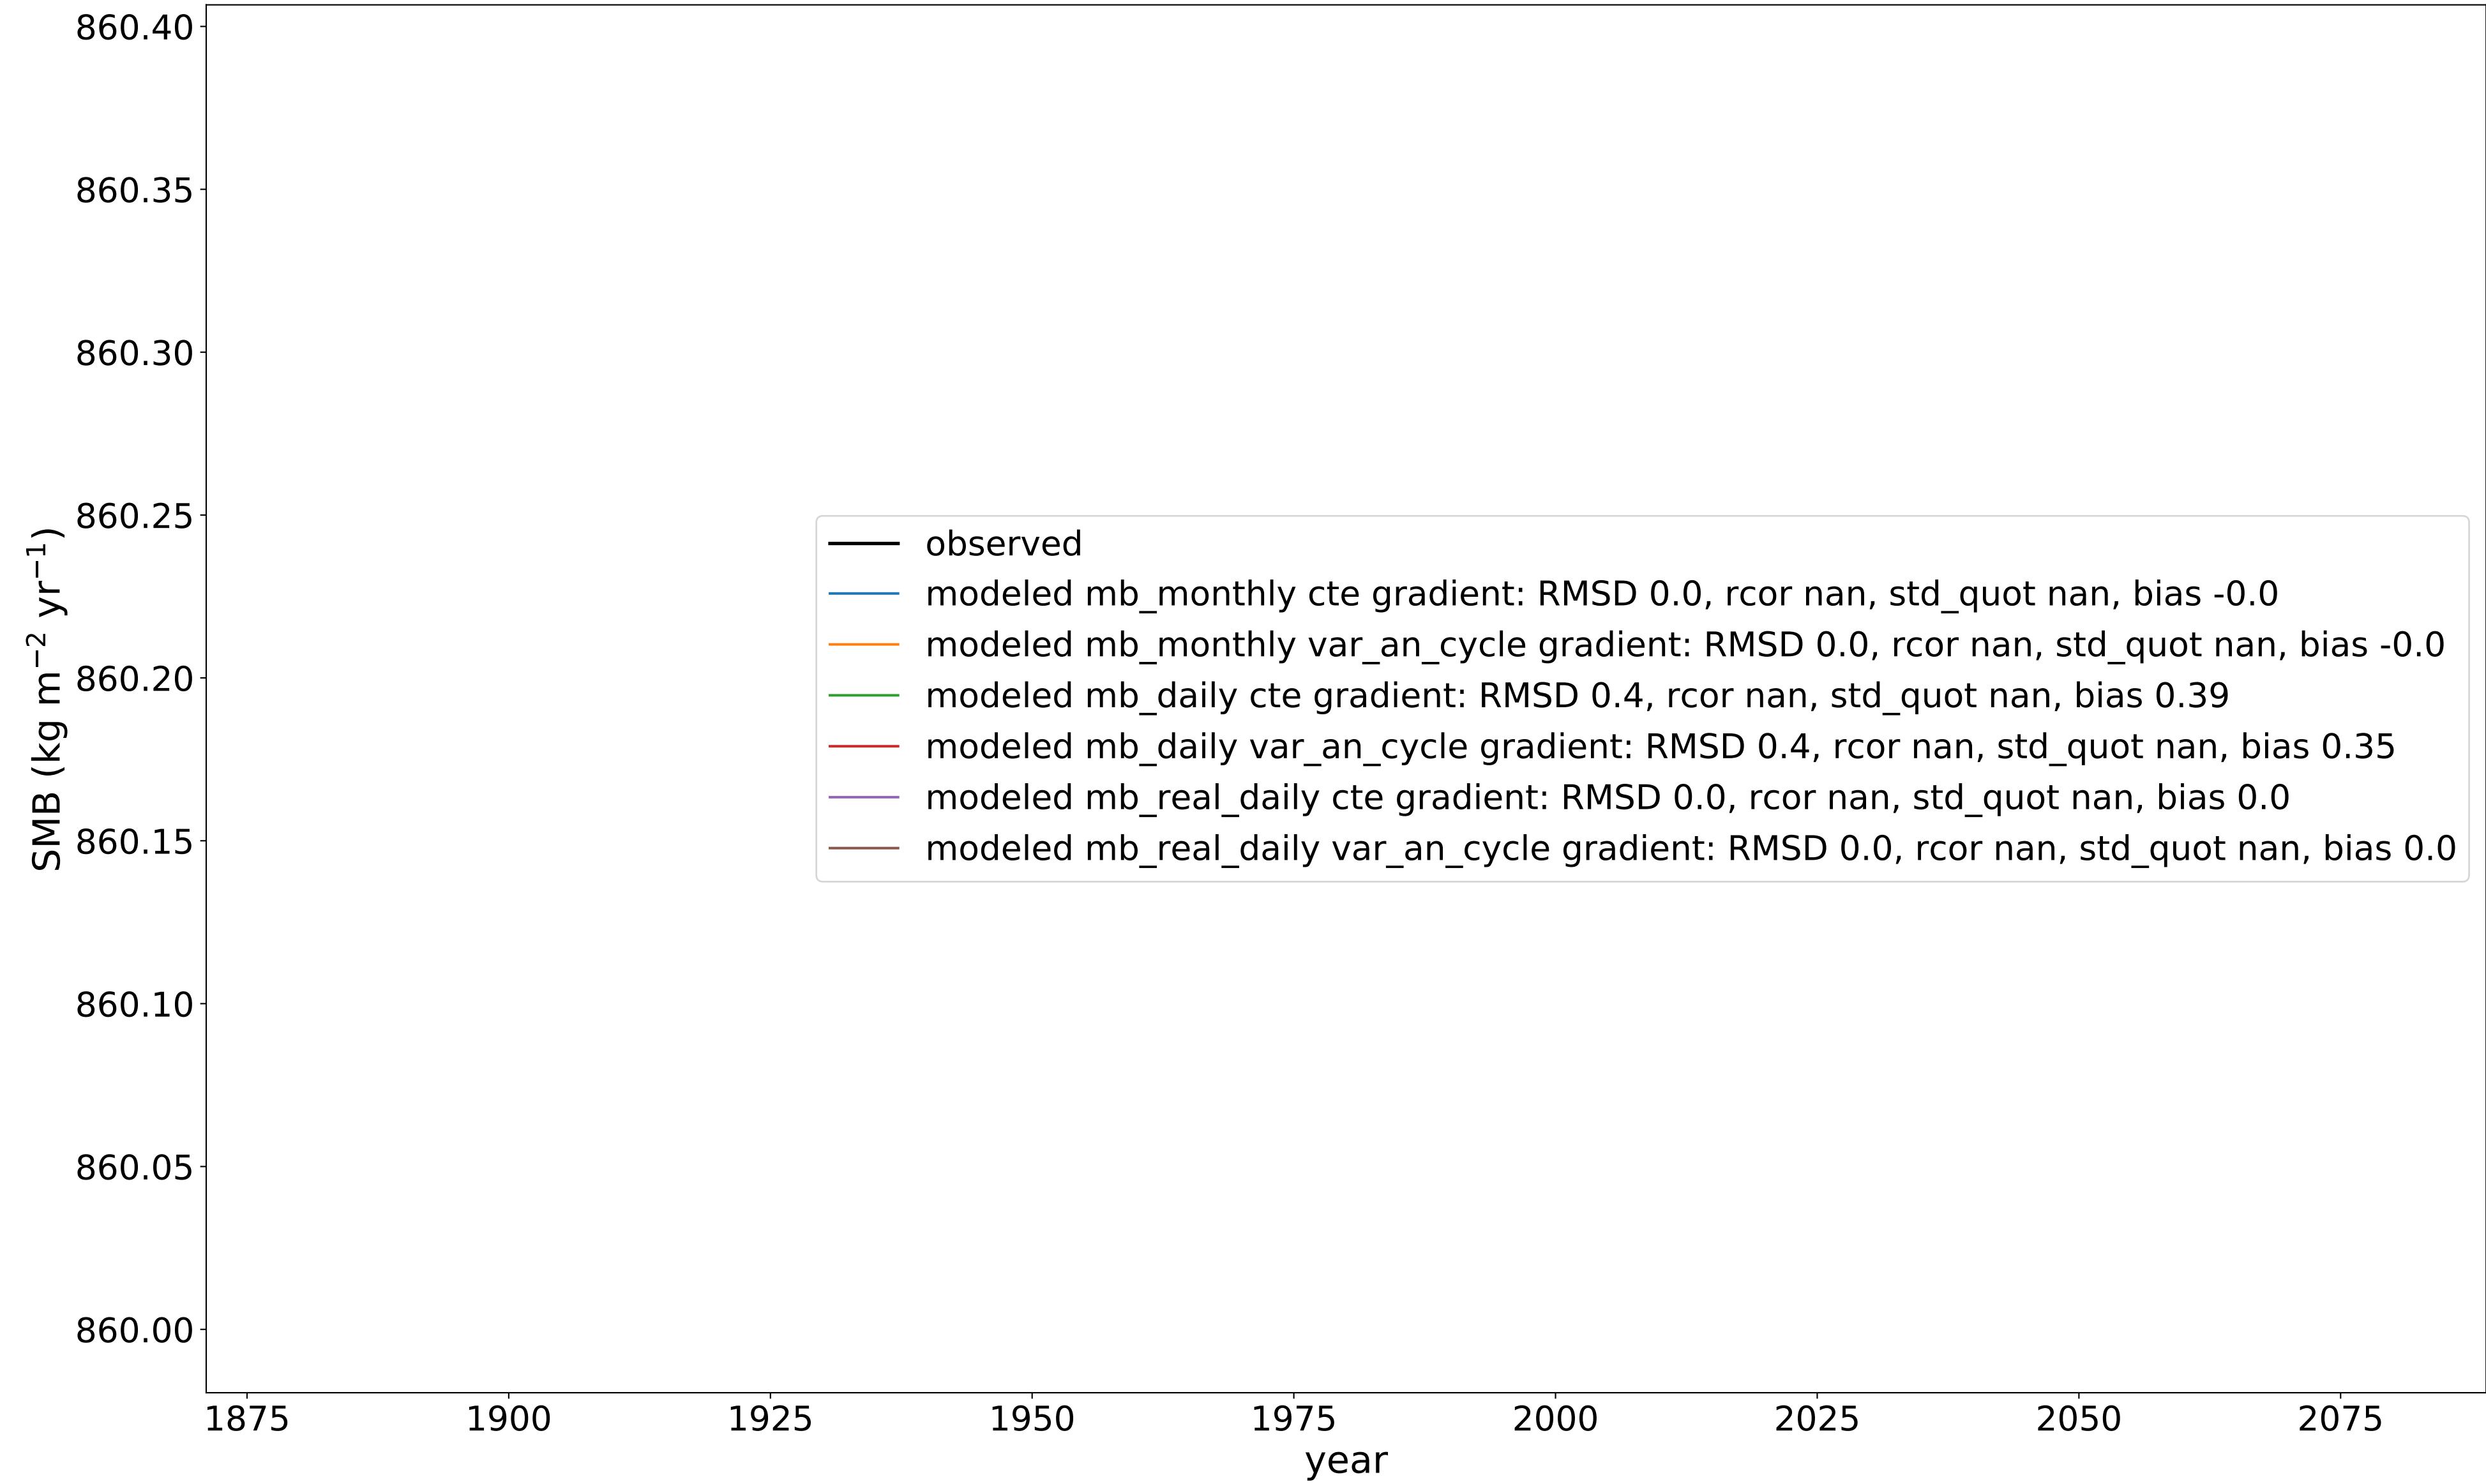 860.40
860.35
860.30
860.25
860.20
860.15
860.10
860.05
860.00
SMB (kg m⁻² yr⁻¹)
observed
modeled mb_monthly cte gradient: RMSD 0.0, rcor nan, std_quot nan, bias -0.0
modeled mb_monthly var_an_cycle gradient: RMSD 0.0, rcor nan, std_quot nan, bias -0.0
modeled mb_daily cte gradient: RMSD 0.4, rcor nan, std_quot nan, bias 0.39
modeled mb_daily var_an_cycle gradient: RMSD 0.4, rcor nan, std_quot nan, bias 0.35
modeled mb_real_daily cte gradient: RMSD 0.0, rcor nan, std_quot nan, bias 0.0
modeled mb_real_daily var_an_cycle gradient: RMSD 0.0, rcor nan, std_quot nan, bias 0.0
1875 1900 1925 1950 1975 2000 2025 2050 2075
year